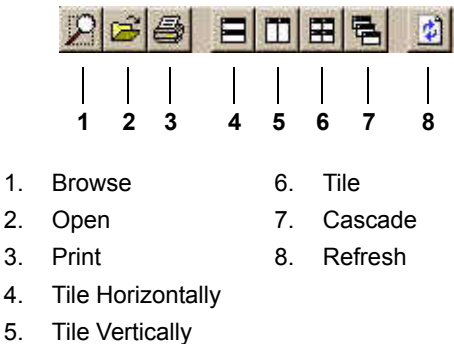 1 2 3 4 5 6 7 8
1. Browse
2. Open
3. Print
4. Tile Horizontally
5. Tile Vertically
6. Tile
7. Cascade
8. Refresh